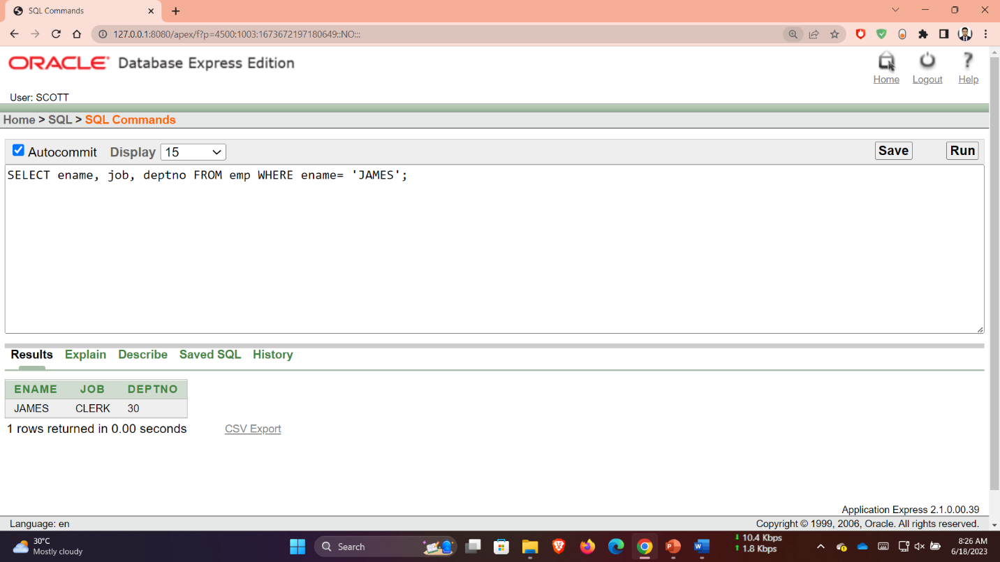 SQL Commands
127.0.0.1:8080/apex/f?p=4500:1003:1673672197180649::NO:::
ORACLE® Database Express Edition
Home Logout Help
User: SCOTT
Home > SQL > SQL Commands
Autocommit Display 15 Save Run
SELECT ename, job, deptno FROM emp WHERE ename= 'JAMES';
Results Explain Describe Saved SQL History
ENAME JOB DEPTNO
JAMES CLERK 30
1 rows returned in 0.00 seconds CSV Export
Application Express 2.1.0.00.39
Language: en Copyright © 1999, 2006, Oracle. All rights reserved.
30°C
Mostly cloudy
Search
10.4 Kbps
1.8 Kbps
8:26 AM
6/18/2023